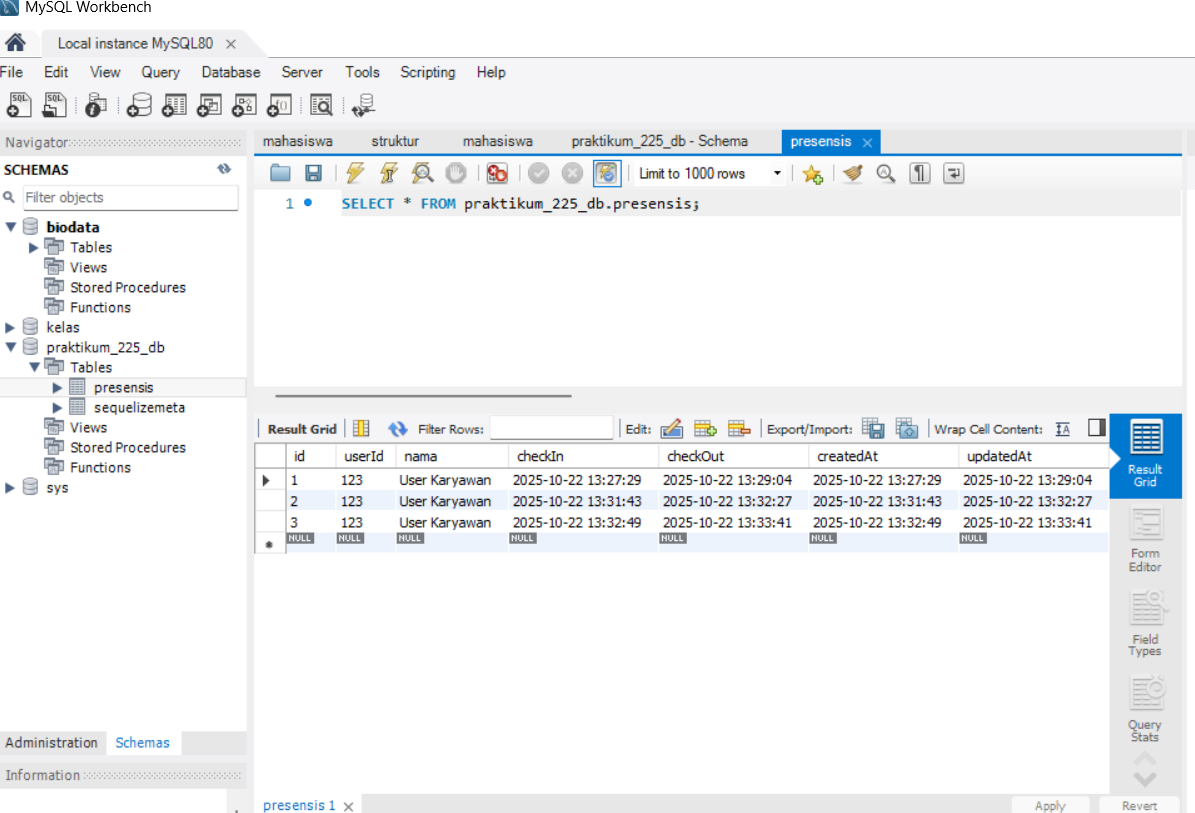 MySQL Workbench
Local instance MySQL80
File Edit View Query Database Server Tools Scripting Help
SQL SQL
Navigator
SCHEMAS
Filter objects
biodata
Tables
Views
Stored Procedures
Functions
kelas
praktikum_225_db
Tables
presensis
sequelizemeta
Views
Stored Procedures
Functions
sys
Administration Schemas
Information
mahasiswa struktur mahasiswa praktikum_225_db - Schema presensis
Limit to 1000 rows
1 SELECT * FROM praktikum_225_db.presensis;
Result Grid Filter Rows: Edit: Export/Import: Wrap Cell Content:
id userId nama checkIn checkOut createdAt updatedAt
1 123 User Karyawan 2025-10-22 13:27:29 2025-10-22 13:29:04 2025-10-22 13:27:29 2025-10-22 13:29:04
2 123 User Karyawan 2025-10-22 13:31:43 2025-10-22 13:32:27 2025-10-22 13:31:43 2025-10-22 13:32:27
3 123 User Karyawan 2025-10-22 13:32:49 2025-10-22 13:33:41 2025-10-22 13:32:49 2025-10-22 13:33:41
NULL NULL NULL NULL NULL NULL NULL
Result
Grid
Form
Editor
Field
Types
Query
Stats
presensis 1
Apply Revert